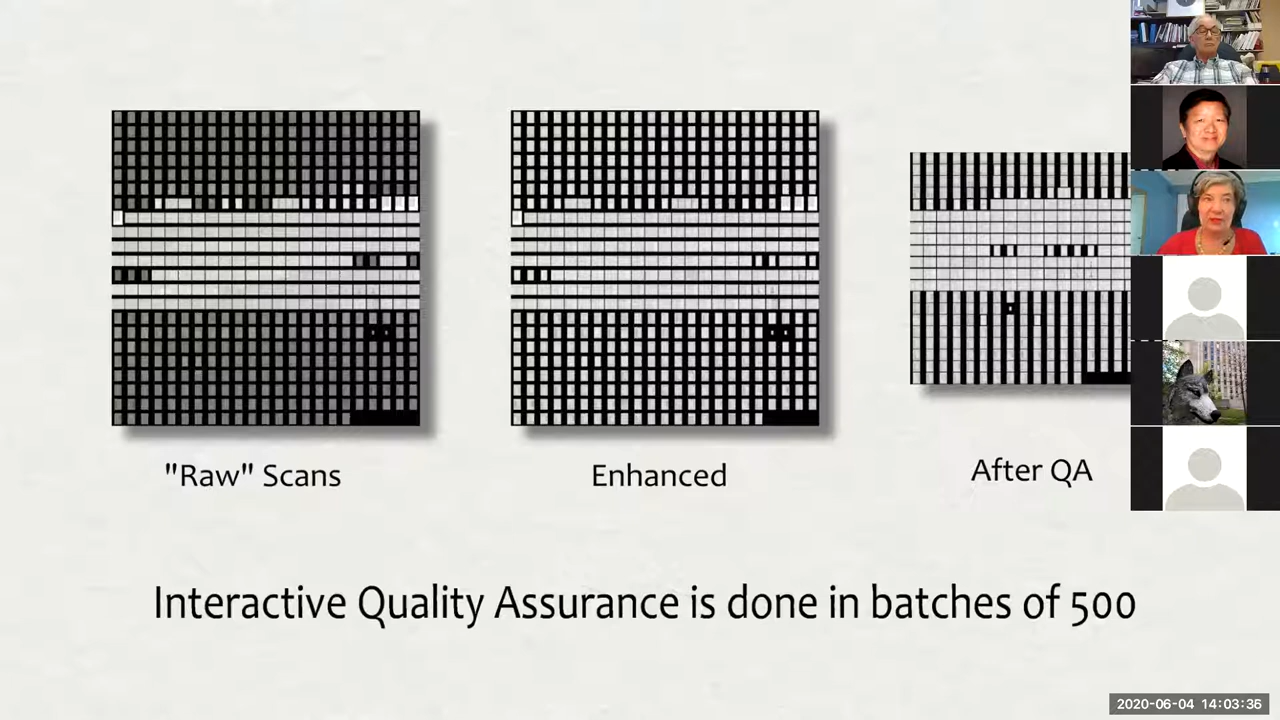 "Raw" Scans
Enhanced
After QA
Interactive Quality Assurance is done in batches of 500
2020-06-04 14:03:36